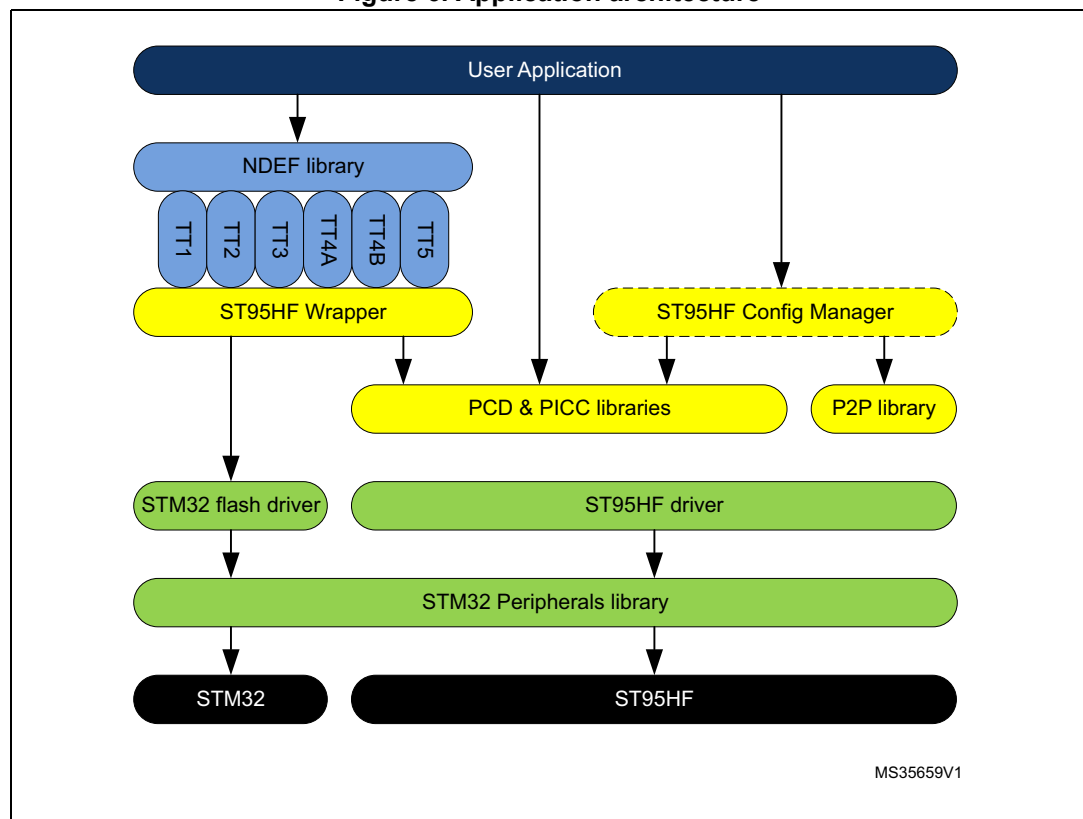 User Application
NDEF library
TT1
TT2
TT3
TT4A
TT4B
TT5
ST95HF Wrapper
ST95HF Config Manager
PCD & PICC libraries
P2P library
STM32 flash driver
ST95HF driver
STM32 Peripherals library
STM32
ST95HF
MS35659V1